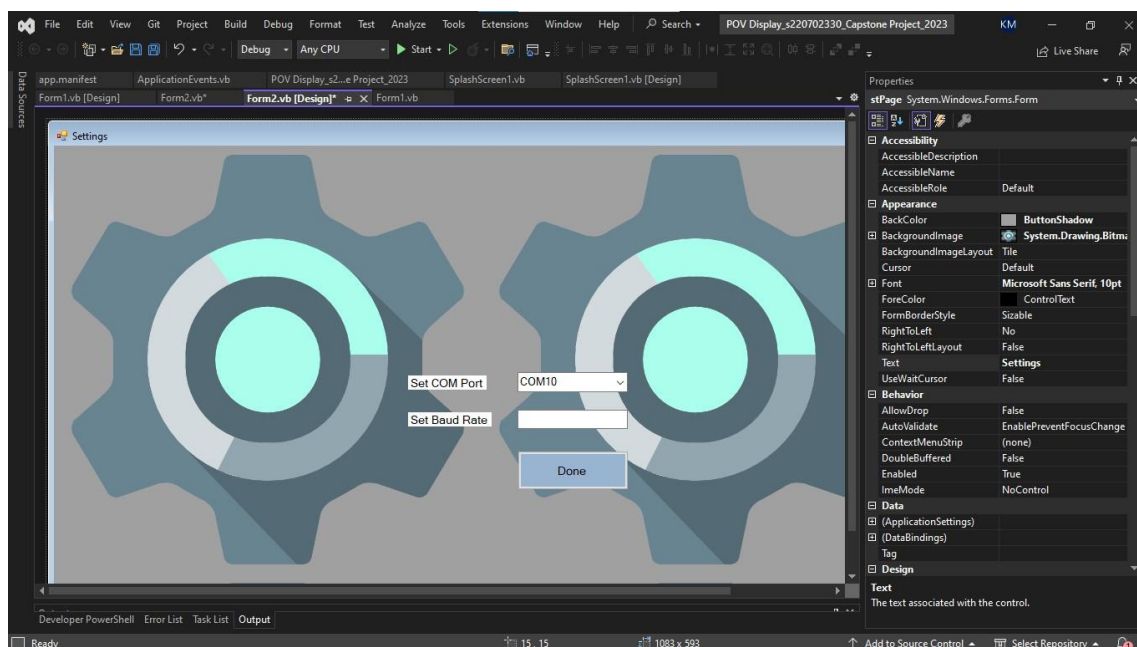 File Edit View Git Project Build Debug Format Test Analyze Tools Extensions Window Help Search POV Display_s220702330_Capstone Project_2023 KM
Debug Any CPU Start Live Share
Data Sources
app.manifest ApplicationEvents.vb POV Display_s2...e Project_2023 SplashScreen1.vb SplashScreen1.vb [Design]
Form1.vb [Design] Form2.vb* Form2.vb [Design]* Form1.vb
Settings
Set COM Port COM10
Set Baud Rate
Done
Properties
stPage System.Windows.Forms.Form
Accessibility
AccessibleDescription
AccessibleName
AccessibleRole Default
Appearance
BackColor ButtonShadow
BackgroundImage System.Drawing.Bitma
BackgroundImageLayout Tile
Cursor Default
Font Microsoft Sans Serif, 10pt
ForeColor ControlText
FormBorderStyle Sizable
RightToLeft No
RightToLeftLayout False
Text Settings
UseWaitCursor False
Behavior
AllowDrop False
AutoValidate EnablePreventFocusChange
ContextMenuStrip (none)
DoubleBuffered False
Enabled True
ImeMode NoControl
Data
(ApplicationSettings)
(DataBindings)
Tag
Design
Text
The text associated with the control.
Developer PowerShell Error List Task List Output
Ready 15 , 15 1083 x 593 Add to Source Control Select Repository